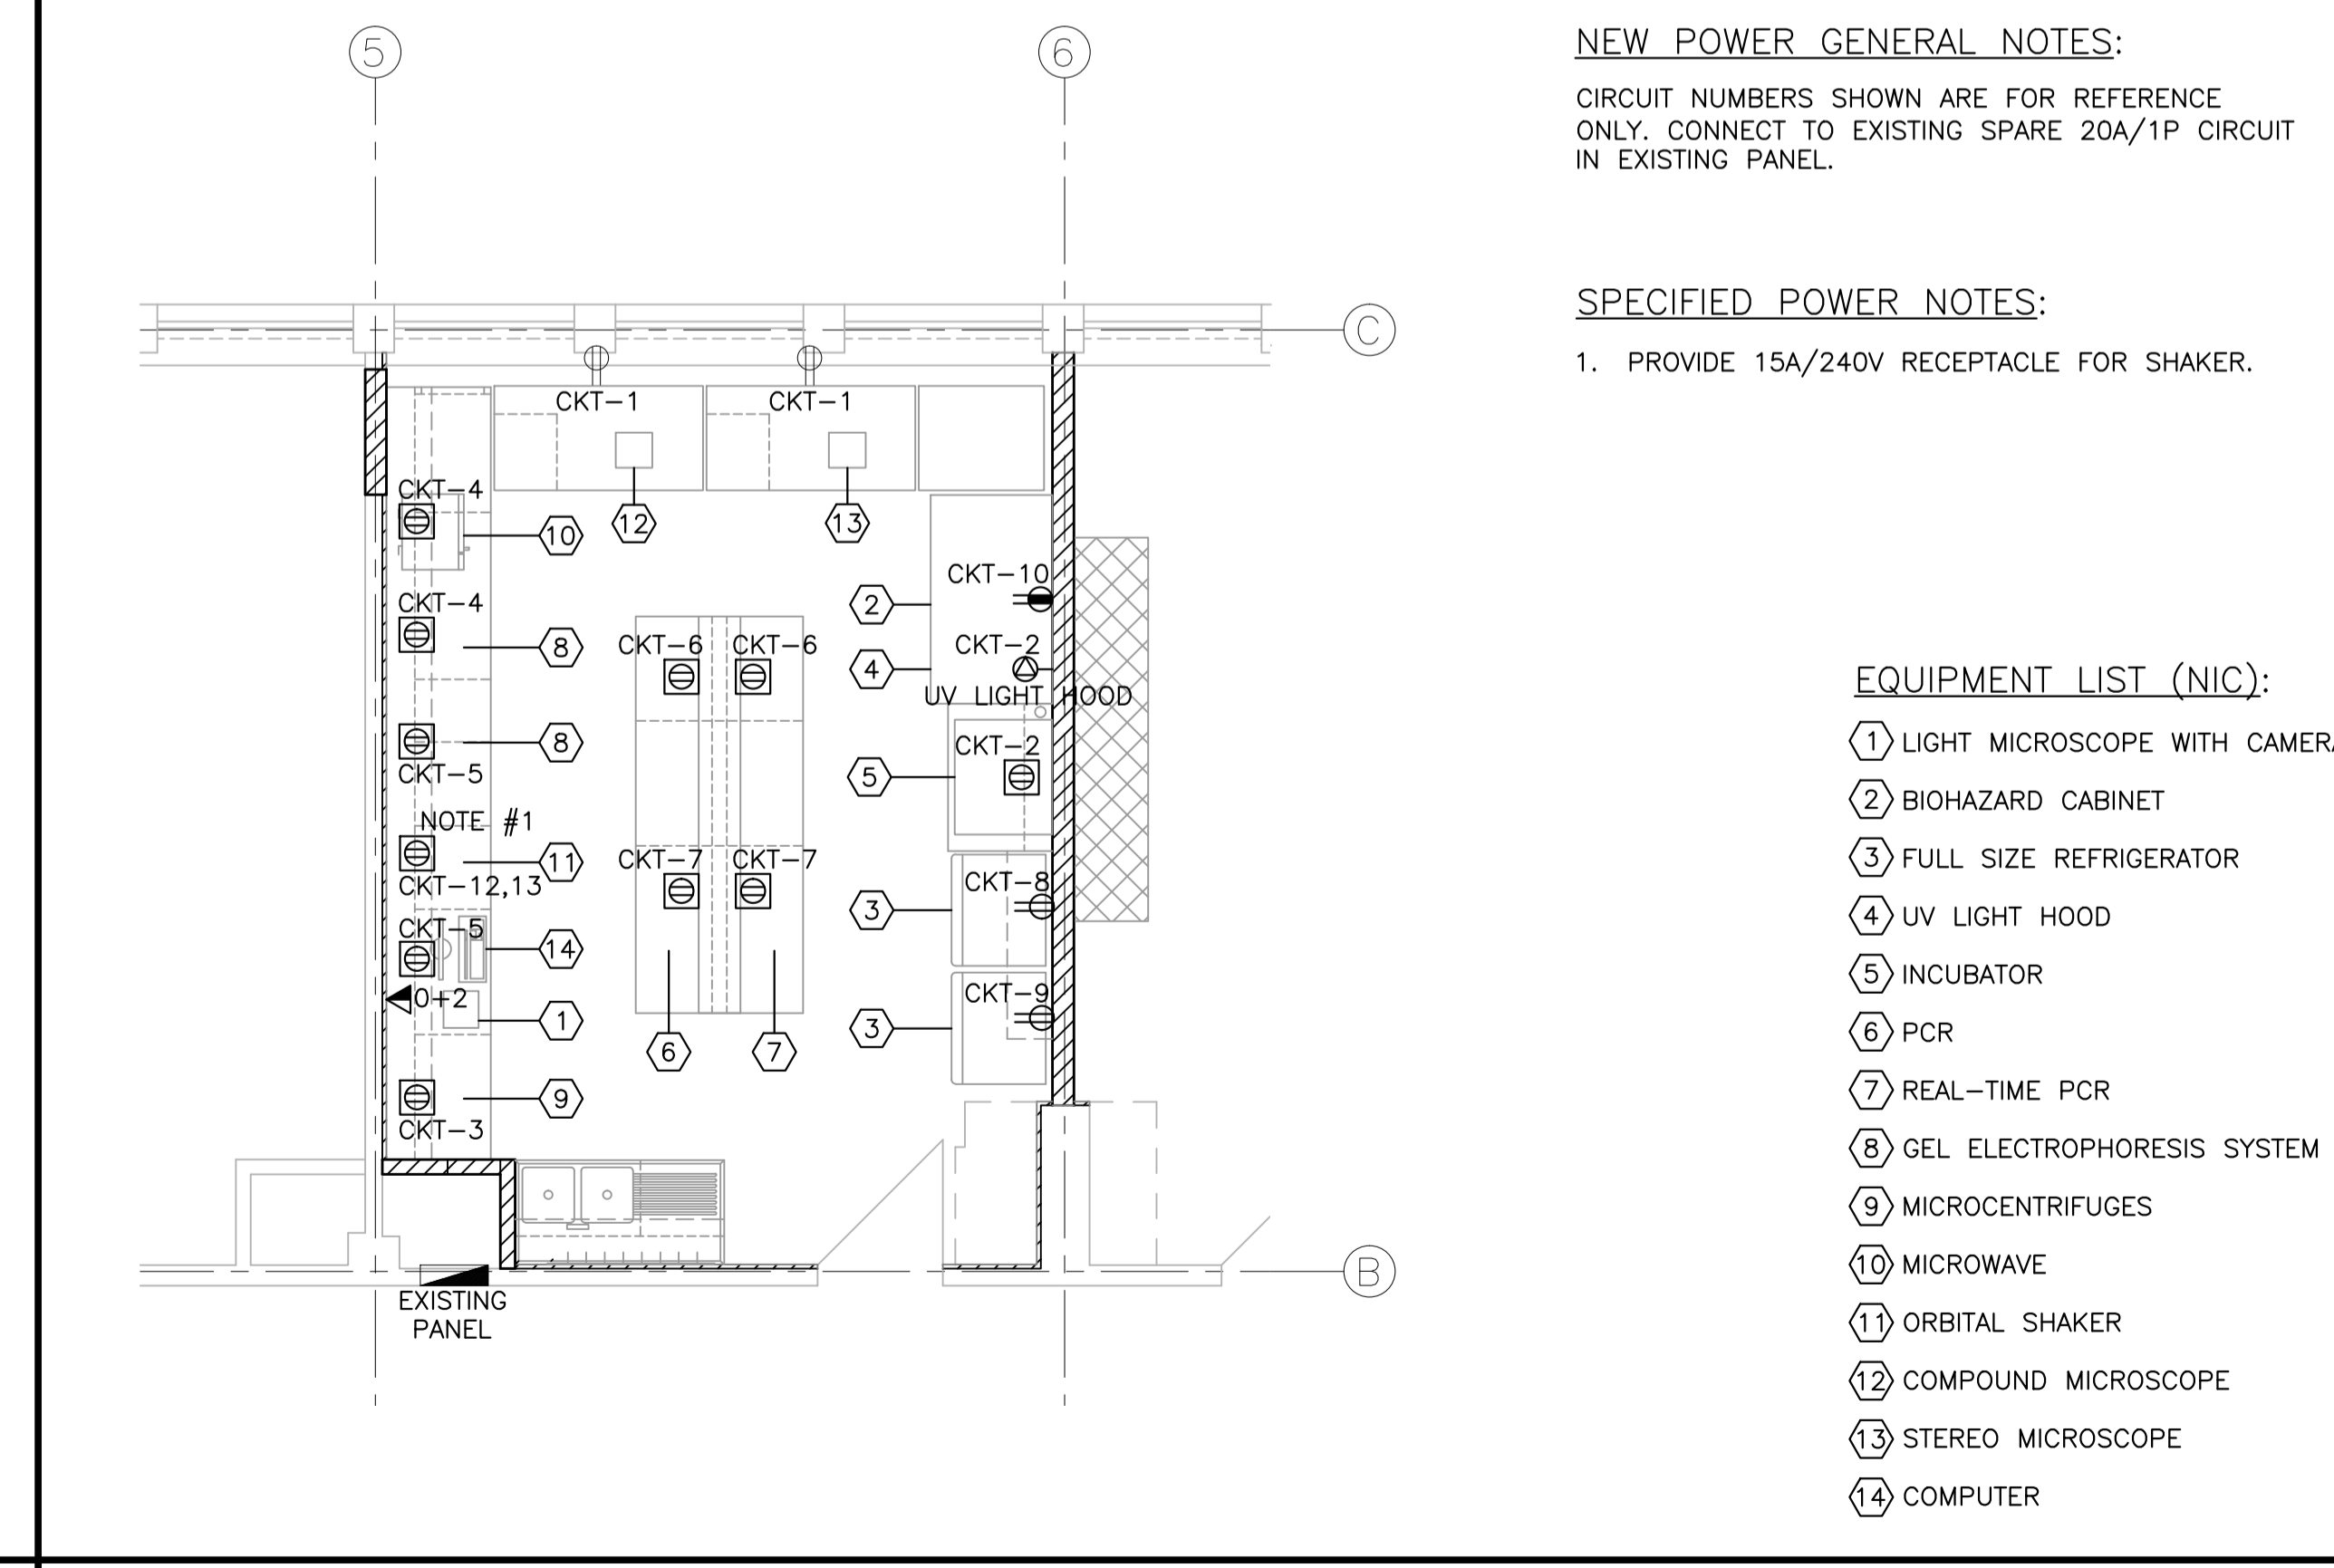 5
6
NEW POWER GENERAL NOTES:
CIRCUIT NUMBERS SHOWN ARE FOR REFERENCE
ONLY. CONNECT TO EXISTING SPARE 20A/1P CIRCUIT
IN EXISTING PANEL.
SPECIFIED POWER NOTES:
1. PROVIDE 15A/240V RECEPTACLE FOR SHAKER.
C
CKT-1
CKT-1
CKT-4
12
13
10
CKT-10
CKT-4
2
8
CKT-6
CKT-6
CKT-2
4
UV LIGHT HOOD
8
CKT-2
CKT-5
5
NOTE #1
11
CKT-7
CKT-7
CKT-12,13
CKT-8
3
CKT-5
14
0+2
CKT-9
1
3
6
7
9
CKT-3
B
EXISTING
PANEL
EQUIPMENT LIST (NIC):
1 LIGHT MICROSCOPE WITH CAMERA
2 BIOHAZARD CABINET
3 FULL SIZE REFRIGERATOR
4 UV LIGHT HOOD
5 INCUBATOR
6 PCR
7 REAL-TIME PCR
8 GEL ELECTROPHORESIS SYSTEM
9 MICROCENTRIFUGES
10 MICROWAVE
11 ORBITAL SHAKER
12 COMPOUND MICROSCOPE
13 STEREO MICROSCOPE
14 COMPUTER